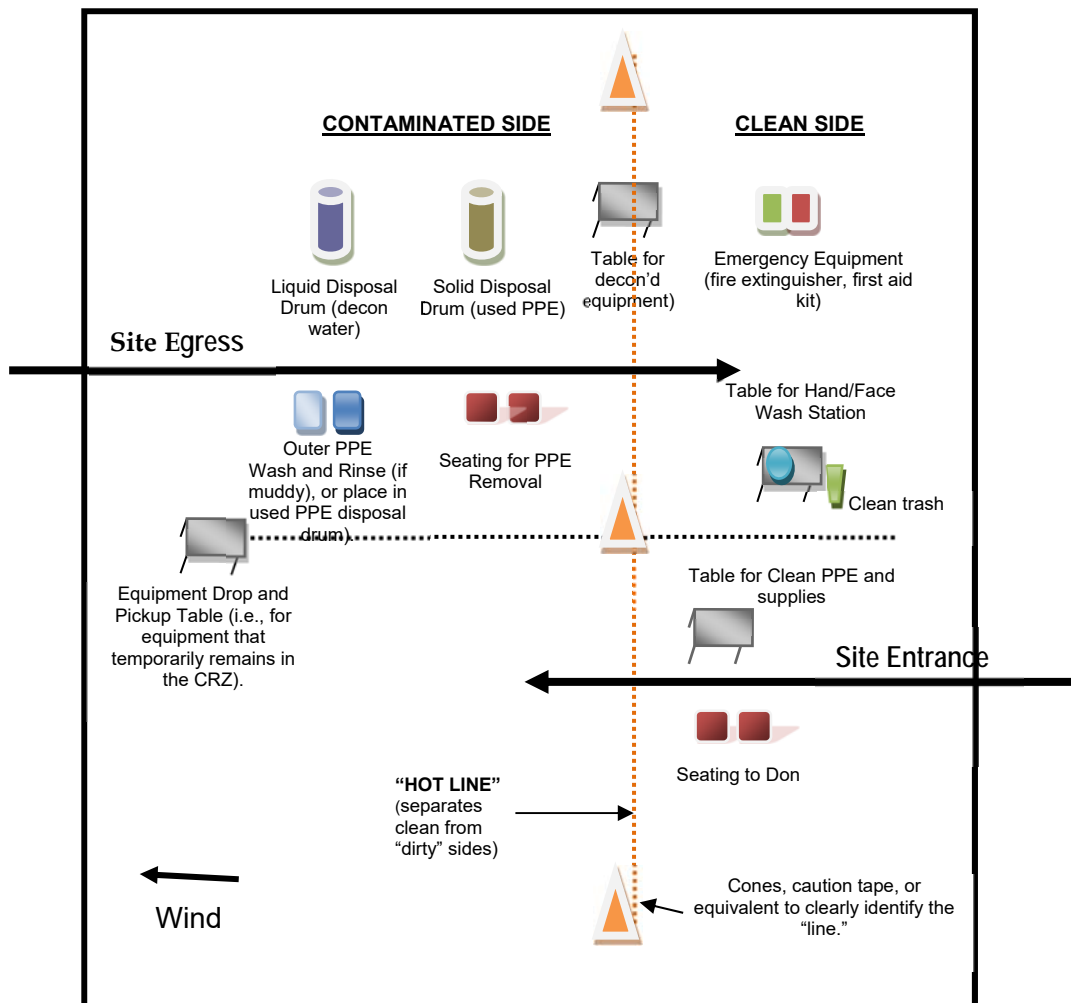 CONTAMINATED SIDE
CLEAN SIDE
Liquid Disposal
Drum (decon
water)
Solid Disposal
Drum (used PPE)
Table for
decon’d
equipment)
Emergency Equipment
(fire extinguisher, first aid
kit)
Site Egress
Outer PPE
Wash and Rinse (if
muddy), or place in
used PPE disposal
drum).
Seating for PPE
Removal
Table for Hand/Face
Wash Station
Clean trash
Equipment Drop and
Pickup Table (i.e., for
equipment that
temporarily remains in
the CRZ).
Table for Clean PPE and
supplies
Site Entrance
Seating to Don
“HOT LINE”
(separates
clean from
“dirty” sides)
Wind
Cones, caution tape, or
equivalent to clearly identify the
“line.”